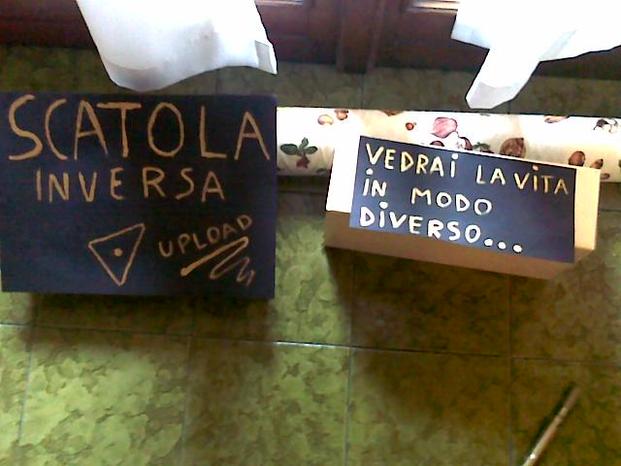 SCATOLA
INVERSA
UPLOAD
VEDRAi LA ViTA
iN MODO
DiVERSO...